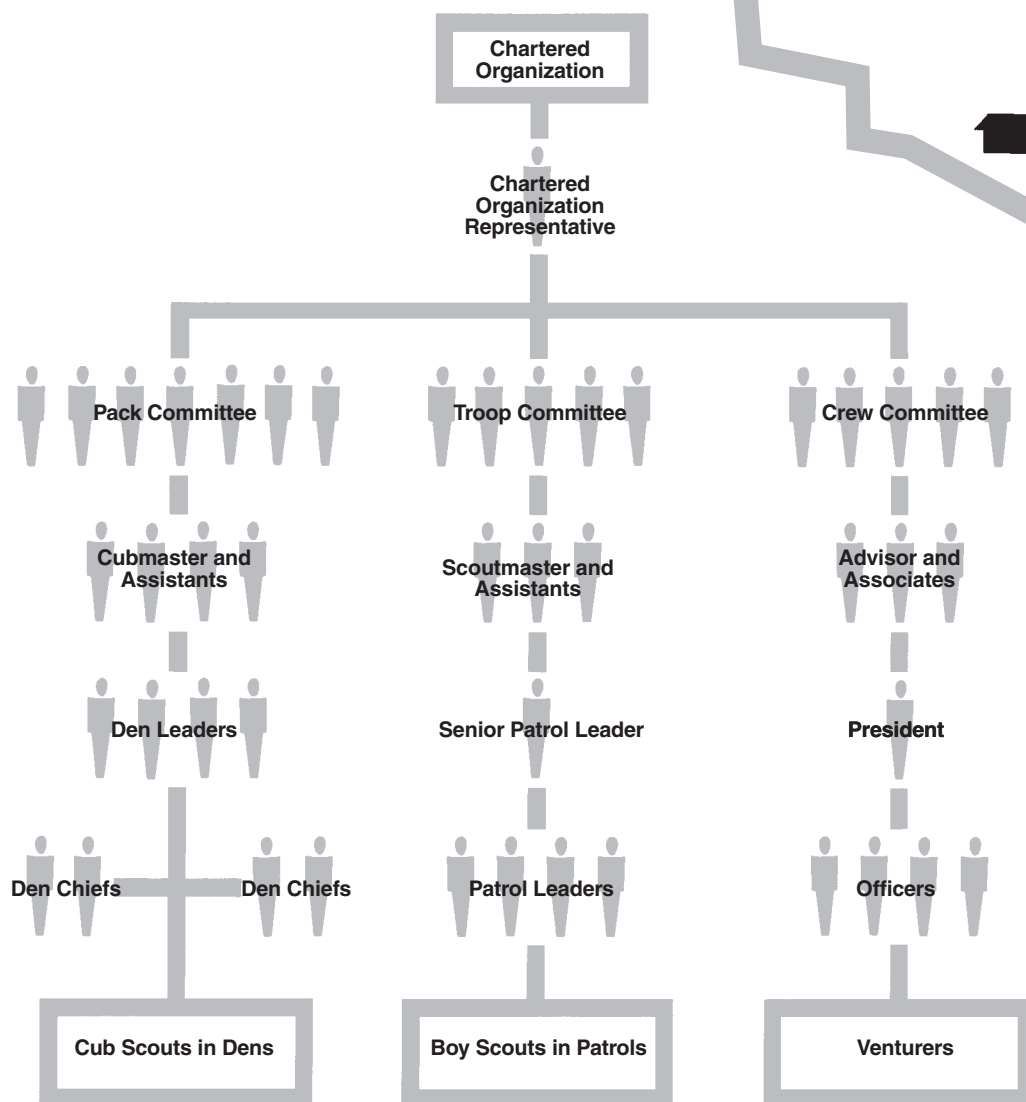 Chartered
Organization
Chartered
Organization
Representative
Pack Committee
Troop Committee
Crew Committee
Cubmaster and
Assistants
Scoutmaster and
Assistants
Advisor and
Associates
Den Leaders
Senior Patrol Leader
President
Den Chiefs
Den Chiefs
Patrol Leaders
Officers
Cub Scouts in Dens
Boy Scouts in Patrols
Venturers